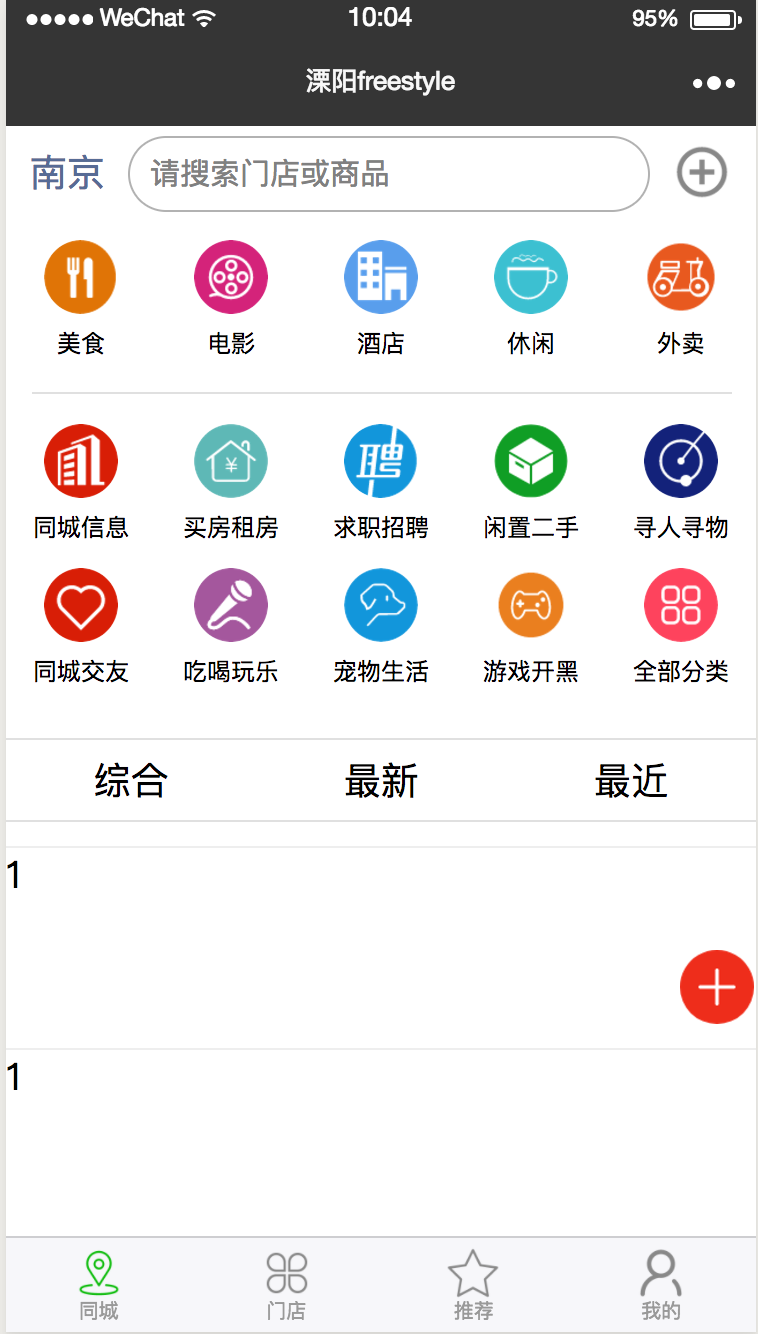 WeChat 10:04 95%
溧阳freestyle
南京 请搜索门店或商品
美食 电影 酒店 休闲 外卖
¥ 聘
同城信息 买房租房 求职招聘 闲置二手 寻人寻物
同城交友 吃喝玩乐 宠物生活 游戏开黑 全部分类
综合 最新 最近
1
1
同城 门店 推荐 我的